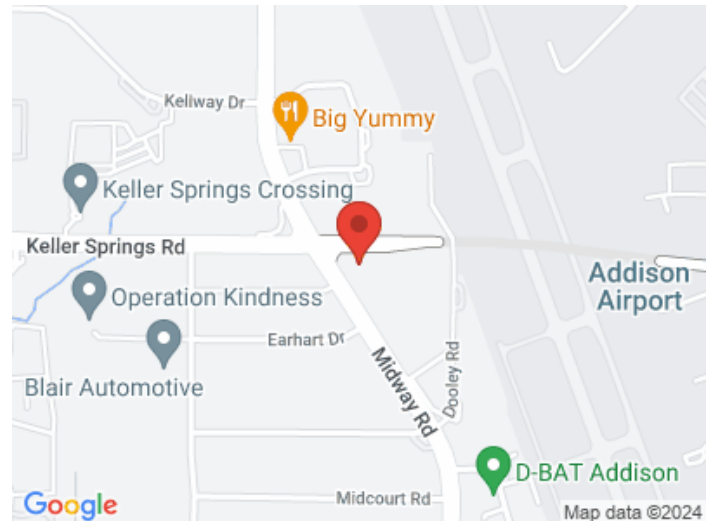 Kellway Dr
Big Yummy
Keller Springs Crossing
Keller Springs Rd
Addison
Airport
Operation Kindness
Earhart Dr
Blair Automotive
Midway Rd
Dooley Rd
D-BAT Addison
Midcourt Rd
Google
Map data ©2024